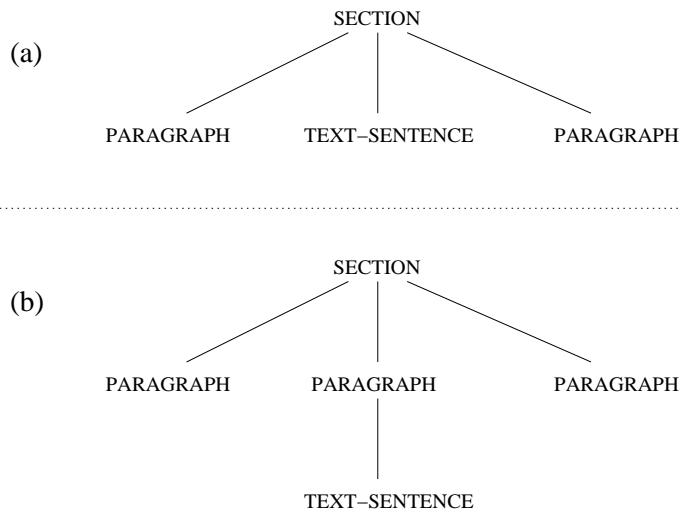 SECTION
(a)
PARAGRAPH TEXT−SENTENCE PARAGRAPH
SECTION
(b)
PARAGRAPH PARAGRAPH PARAGRAPH
TEXT−SENTENCE